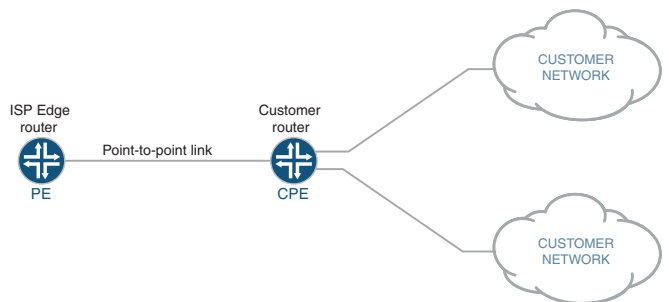 CUSTOMER
NETWORK
ISP Edge
router
Customer
router
Point-to-point link
PE
CPE
CUSTOMER
NETWORK